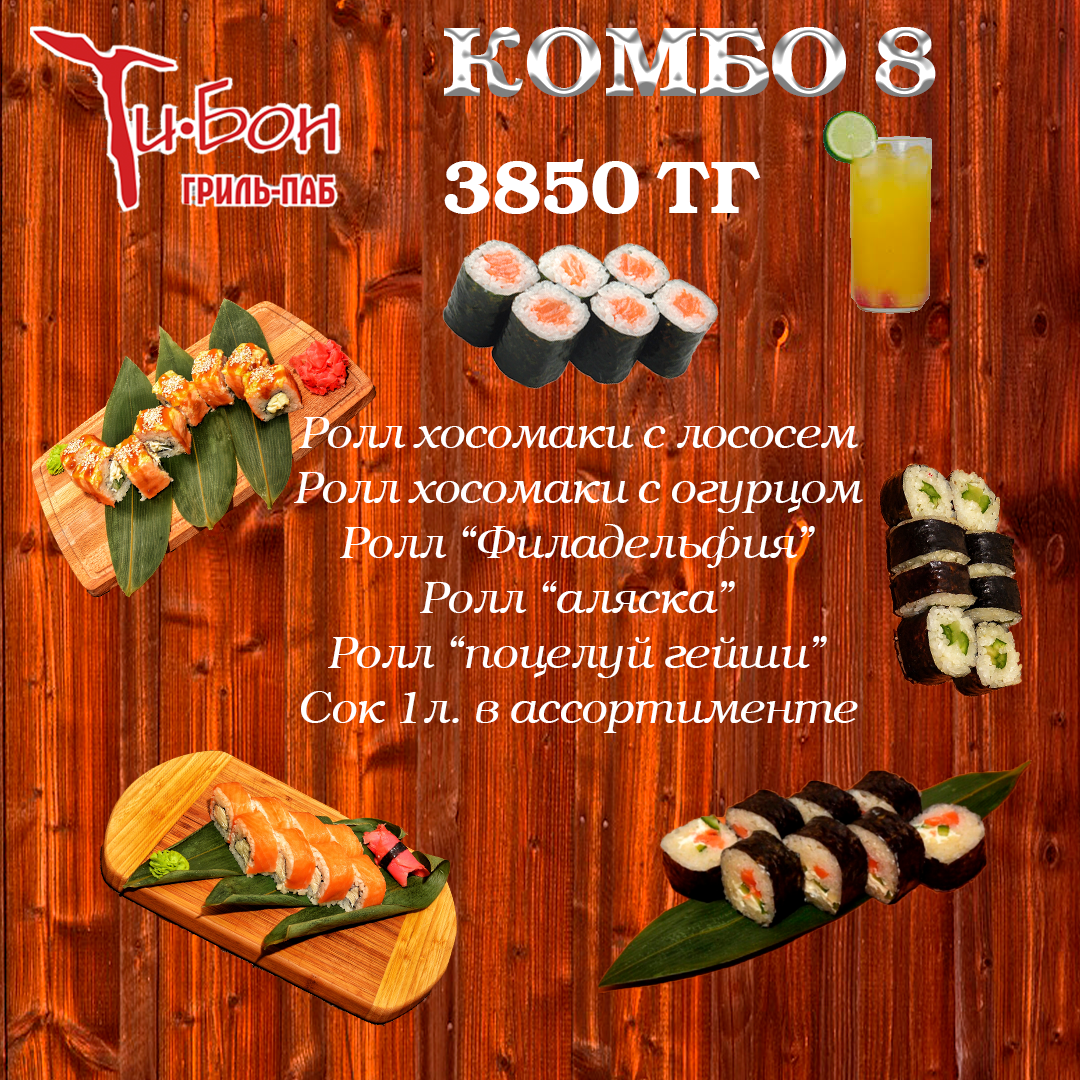 Ти•Бон
ГРИЛЬ-ПАБ
КОМБО 8
3850 ТГ
Ролл хосомаки с лососем
Ролл хосомаки с огурцом
Ролл “Филадельфия”
Ролл “аляска”
Ролл “поцелуй гейши”
Сок 1л. в ассортименте